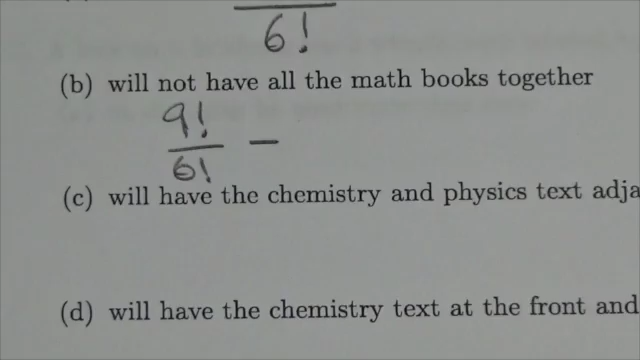 6!
(b) will not have all the math books together
9!
6! –
(c) will have the chemistry and physics text adja
(d) will have the chemistry text at the front and